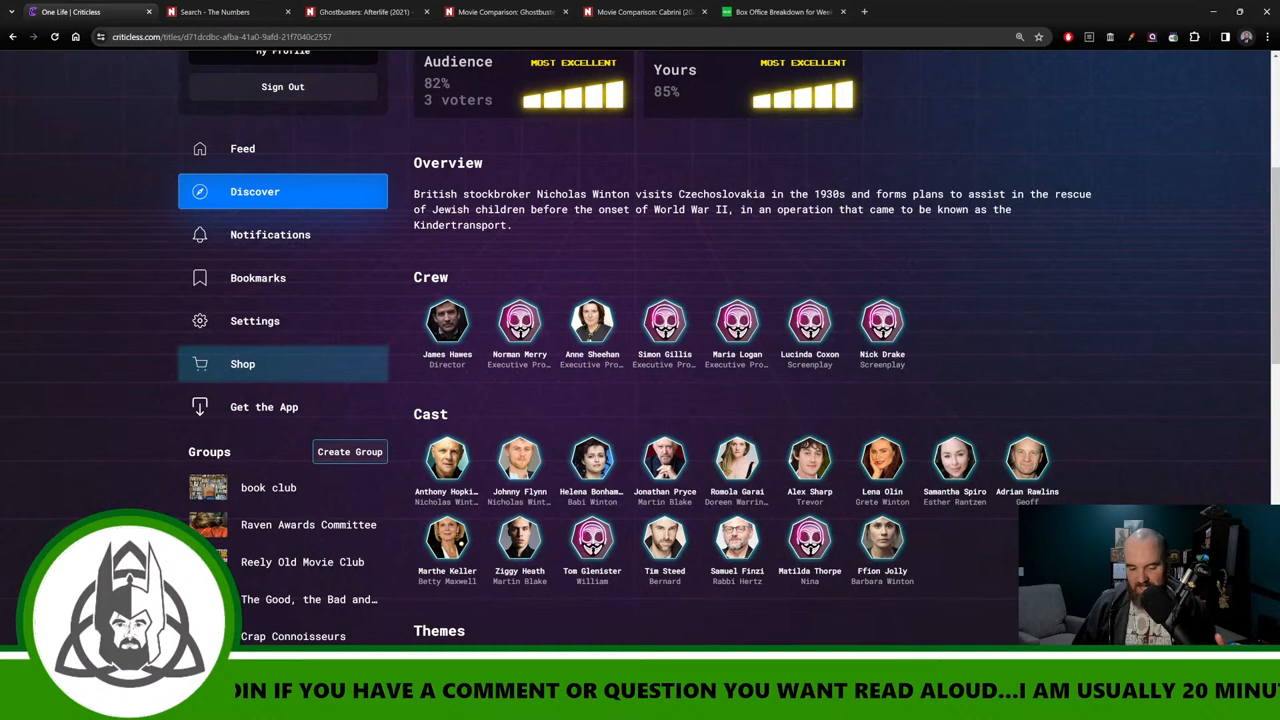 One Life | Criticless
Search - The Numbers
Ghostbusters: Afterlife (2021) -
Movie Comparison: Ghostbuste
Movie Comparison: Cabrini (20
Box Office Breakdown for Wee
criticless.com/titles/d71dcdbc-afba-41a0-9afd-21f7040c2557
My Profile
Sign Out
Feed
Discover
Notifications
Bookmarks
Settings
Shop
Get the App
Groups
Create Group
book club
Raven Awards Committee
Reely Old Movie Club
The Good, the Bad and…
Crap Connoisseurs
Audience
MOST EXCELLENT
82%
3 voters
Yours
MOST EXCELLENT
85%
Overview
British stockbroker Nicholas Winton visits Czechoslovakia in the 1930s and forms plans to assist in the rescue
of Jewish children before the onset of World War II, in an operation that came to be known as the
Kindertransport.
Crew
James Hawes Norman Merry Anne Sheehan Simon Gillis Maria Logan Lucinda Coxon Nick Drake
Director Executive Pro… Executive Pro… Executive Pro… Executive Pro… Screenplay Screenplay
Cast
Anthony Hopki… Johnny Flynn Helena Bonham… Jonathan Pryce Romola Garai Alex Sharp Lena Olin Samantha Spiro Adrian Rawlins
Nicholas Wint… Nicholas Wint… Babi Winton Martin Blake Doreen Warrin… Trevor Grete Winton Esther Rantzen Geoff
Marthe Keller Ziggy Heath Tom Glenister Tim Steed Samuel Finzi Matilda Thorpe Ffion Jolly
Betty Maxwell Martin Blake William Bernard Rabbi Hertz Nina Barbara Winton
Themes
OIN IF YOU HAVE A COMMENT OR QUESTION YOU WANT READ ALOUD...I AM USUALLY 20 MINU